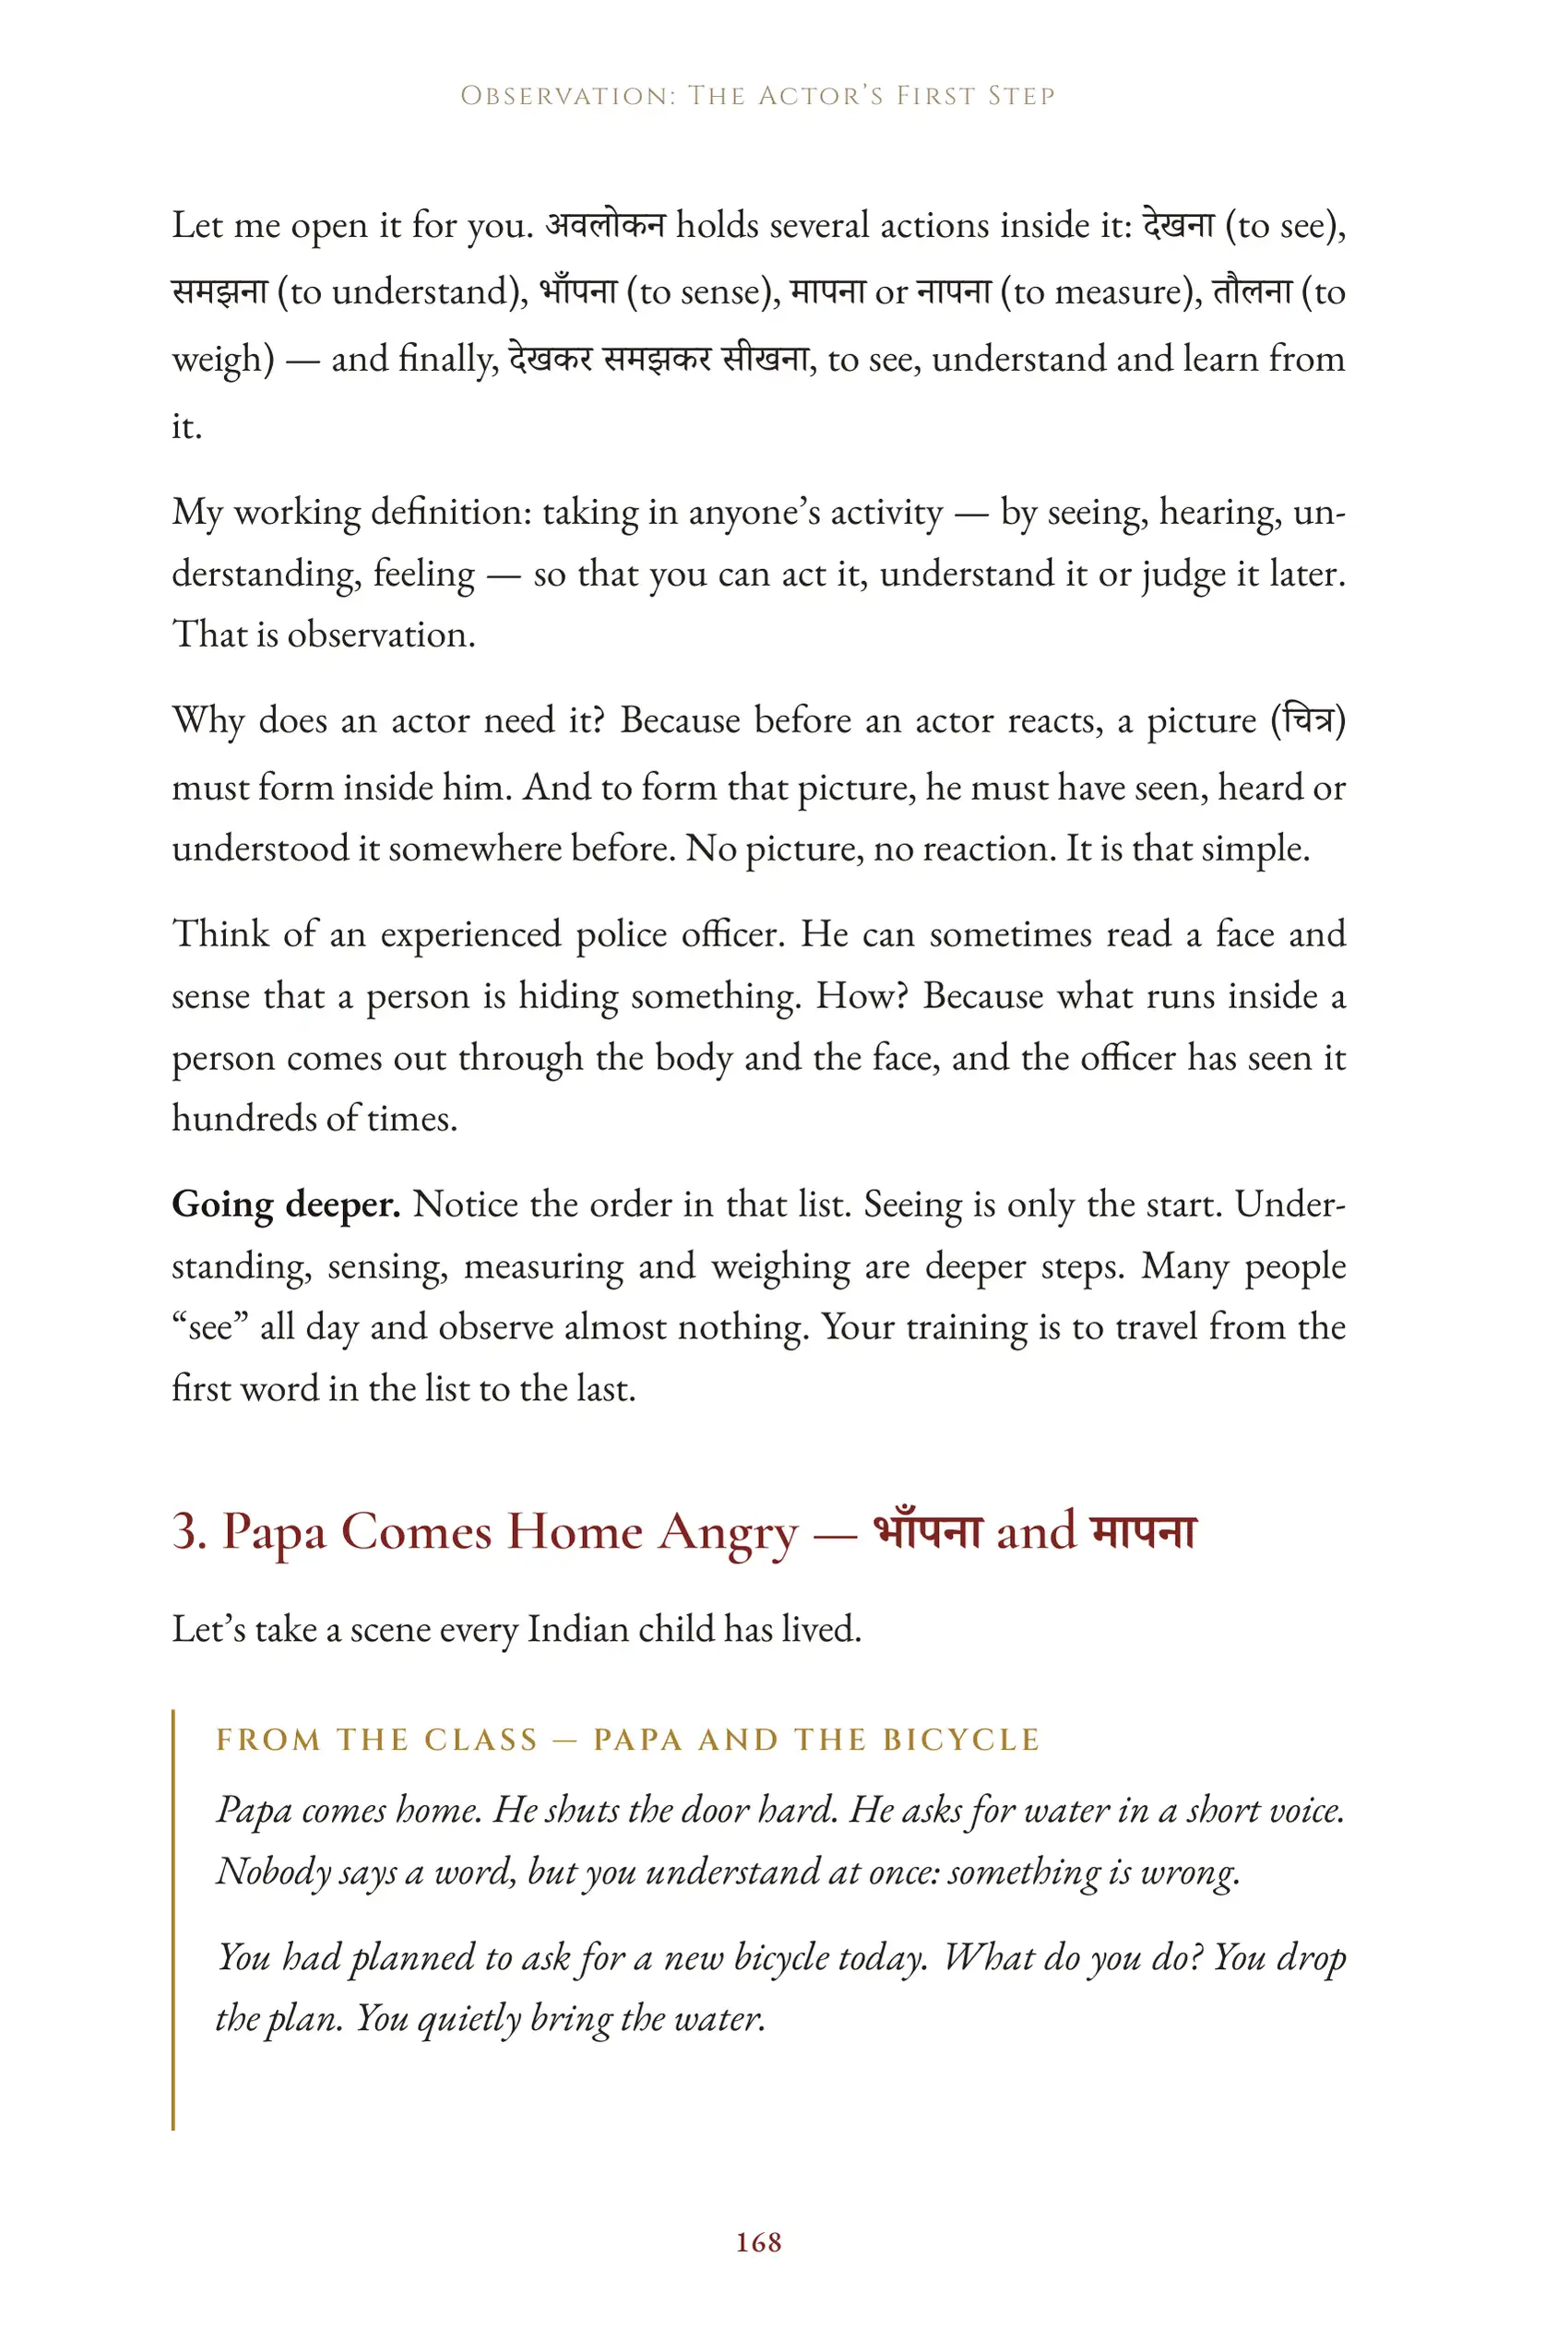 Observation: The Actor's First Step
Let me open it for you. अवलोकन holds several actions inside it: देखना (to see),
समझना (to understand), भाँपना (to sense), मापना or नापना (to measure), तौलना (to
weigh) — and finally, देखकर समझकर सीखना, to see, understand and learn from
it.
My working definition: taking in anyone’s activity — by seeing, hearing, un-
derstanding, feeling — so that you can act it, understand it or judge it later.
That is observation.
Why does an actor need it? Because before an actor reacts, a picture (चित्र)
must form inside him. And to form that picture, he must have seen, heard or
understood it somewhere before. No picture, no reaction. It is that simple.
Think of an experienced police officer. He can sometimes read a face and
sense that a person is hiding something. How? Because what runs inside a
person comes out through the body and the face, and the officer has seen it
hundreds of times.
Going deeper. Notice the order in that list. Seeing is only the start. Under-
standing, sensing, measuring and weighing are deeper steps. Many people
“see” all day and observe almost nothing. Your training is to travel from the
first word in the list to the last.
3. Papa Comes Home Angry — भाँपना and मापना
Let’s take a scene every Indian child has lived.
FROM THE CLASS — PAPA AND THE BICYCLE
Papa comes home. He shuts the door hard. He asks for water in a short voice.
Nobody says a word, but you understand at once: something is wrong.
You had planned to ask for a new bicycle today. What do you do? You drop
the plan. You quietly bring the water.
168